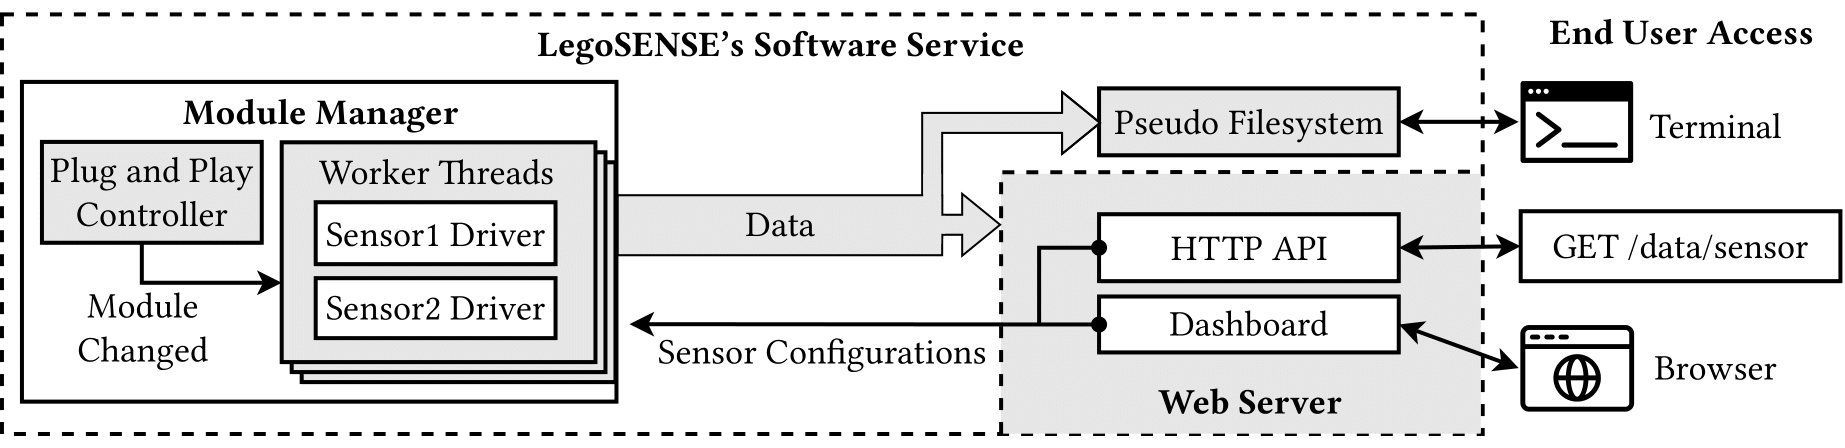 LegoSENSE’s Software Service
End User Access
Module Manager
Plug and Play
Controller
Module
Changed
Worker Threads
Sensor1 Driver
Sensor2 Driver
Data
Sensor Configurations
Pseudo Filesystem
HTTP API
Dashboard
Web Server
Terminal
GET /data/sensor
Browser